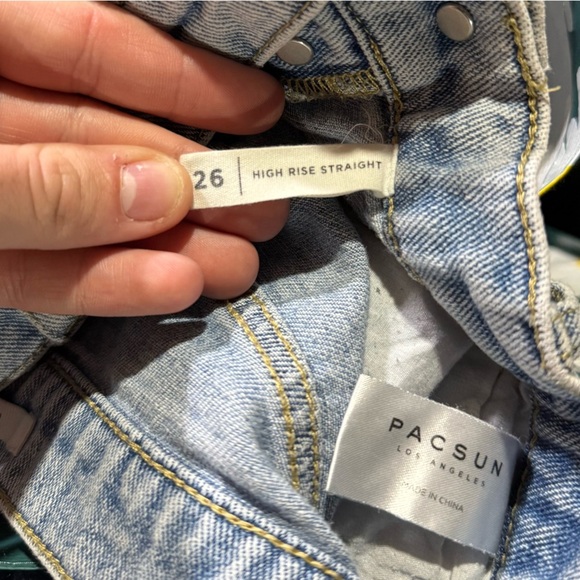 26 | HIGH RISE STRAIGHT
PACSUN
LOS ANGELES
MADE IN CHINA